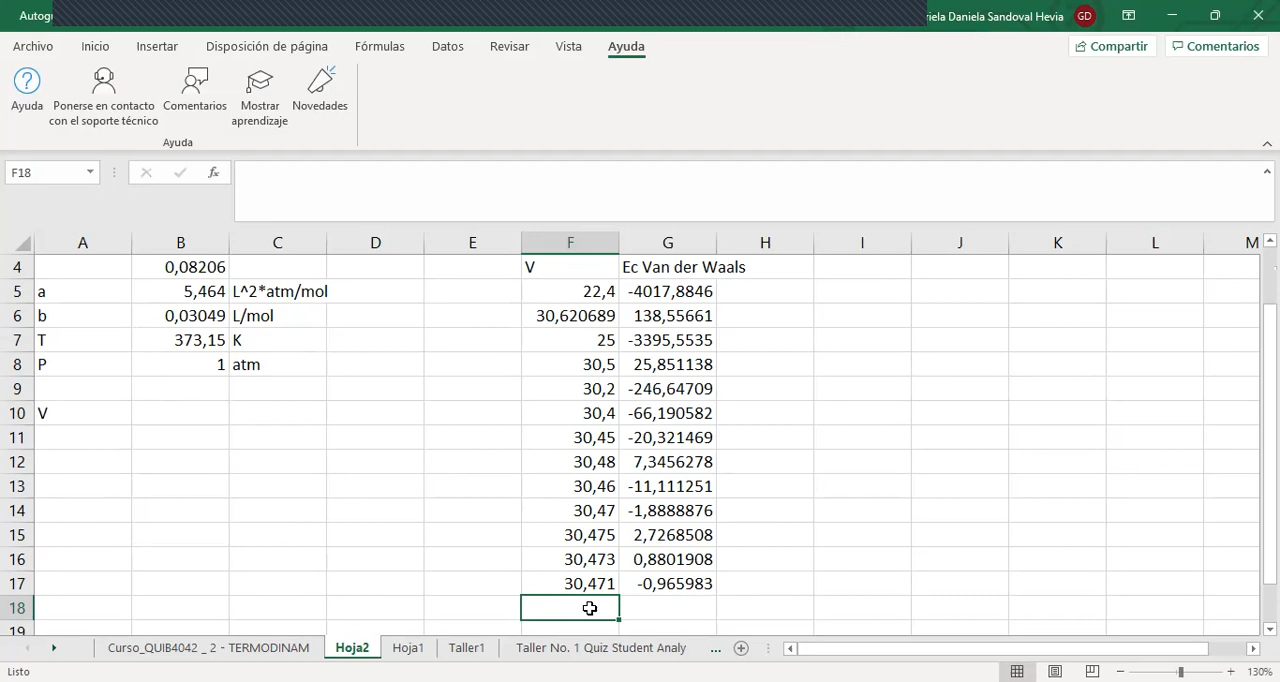 Autogu
riela Daniela Sandoval Hevia GD
Archivo Inicio Insertar Disposición de página Fórmulas Datos Revisar Vista Ayuda Compartir Comentarios
Ayuda Ponerse en contacto con el soporte técnico Comentarios Mostrar aprendizaje Novedades
Ayuda
F18 fx
A B C D E F G H I J K L M
4 0,08206 V Ec Van der Waals
5 a 5,464 L^2*atm/mol 22,4 -4017,8846
6 b 0,03049 L/mol 30,620689 138,55661
7 T 373,15 K 25 -3395,5535
8 P 1 atm 30,5 25,851138
9 30,2 -246,64709
10 V 30,4 -66,190582
11 30,45 -20,321469
12 30,48 7,3456278
13 30,46 -11,111251
14 30,47 -1,8888876
15 30,475 2,7268508
16 30,473 0,8801908
17 30,471 -0,965983
18
19
Curso_QUIB4042 _ 2 - TERMODINAM Hoja2 Hoja1 Taller1 Taller No. 1 Quiz Student Analy ...
Listo 130%